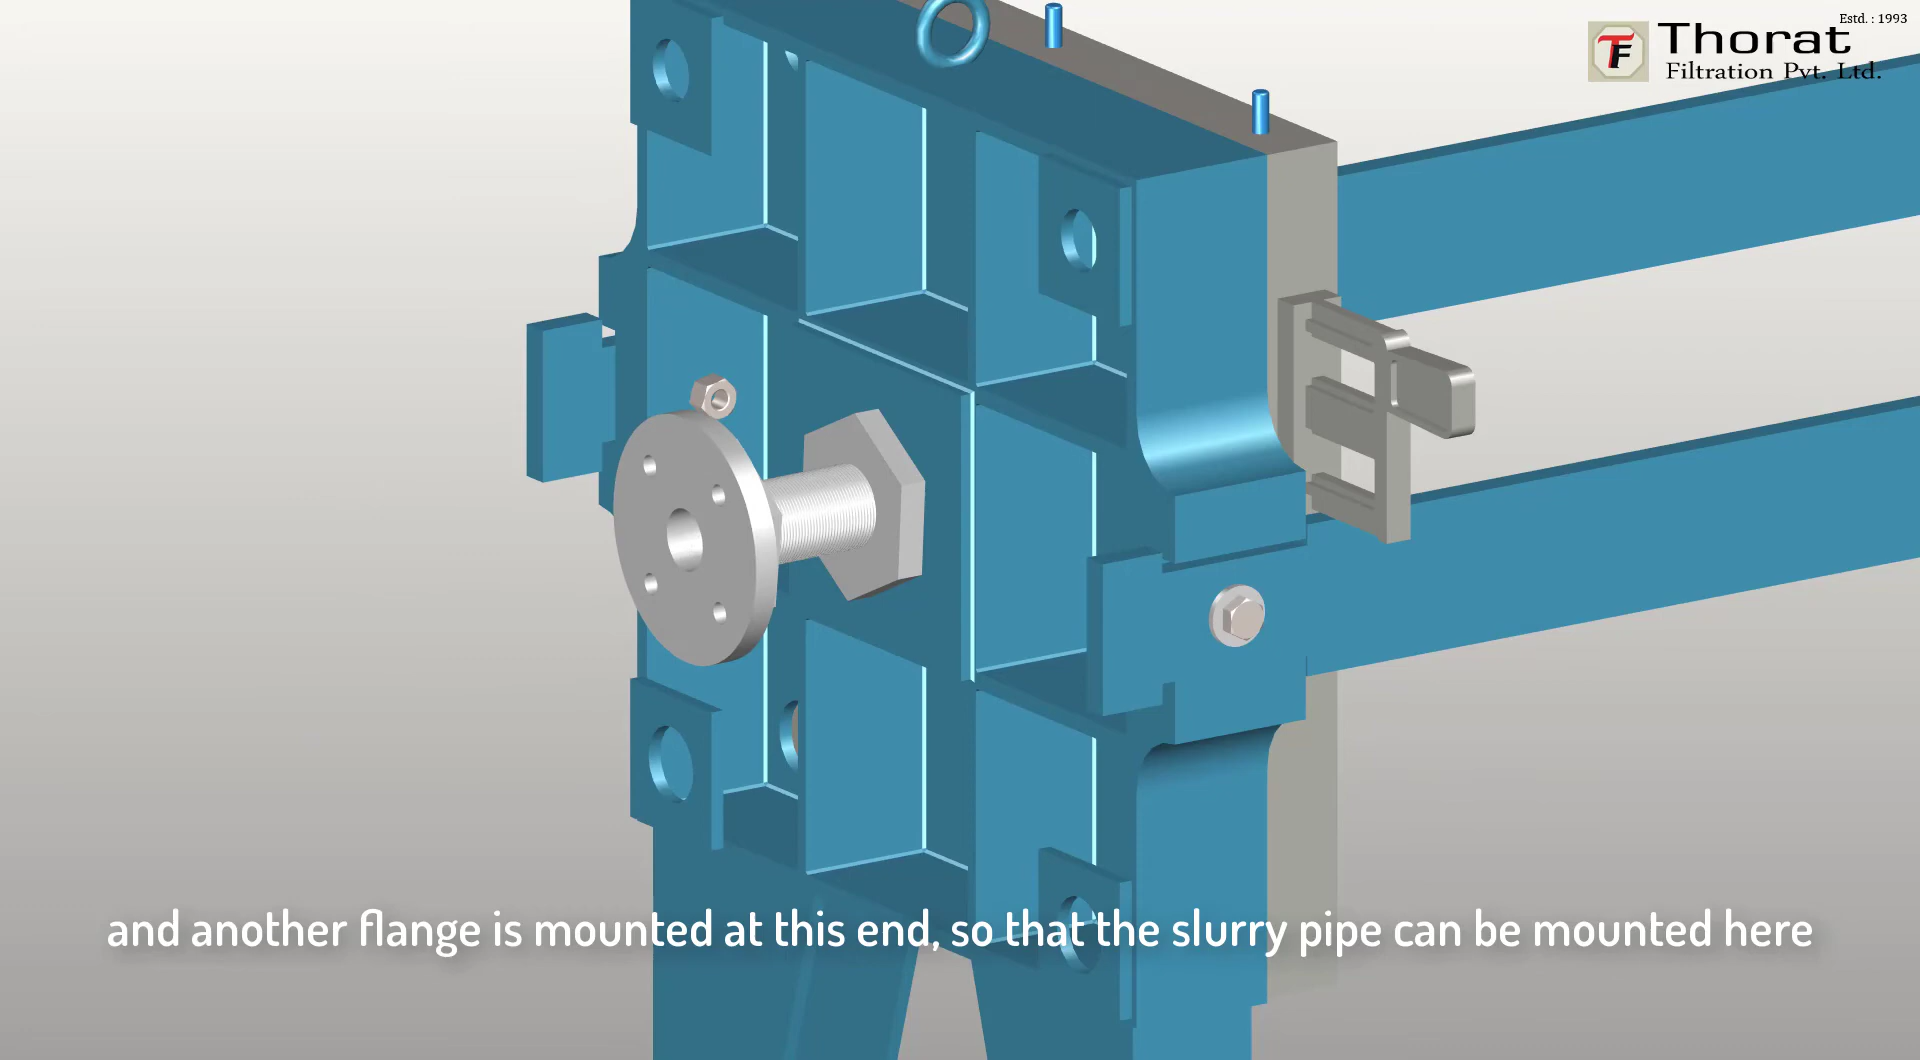 Estd. : 1993
TF
Thorat
Filtration Pvt. Ltd.
and another flange is mounted at this end, so that the slurry pipe can be mounted here